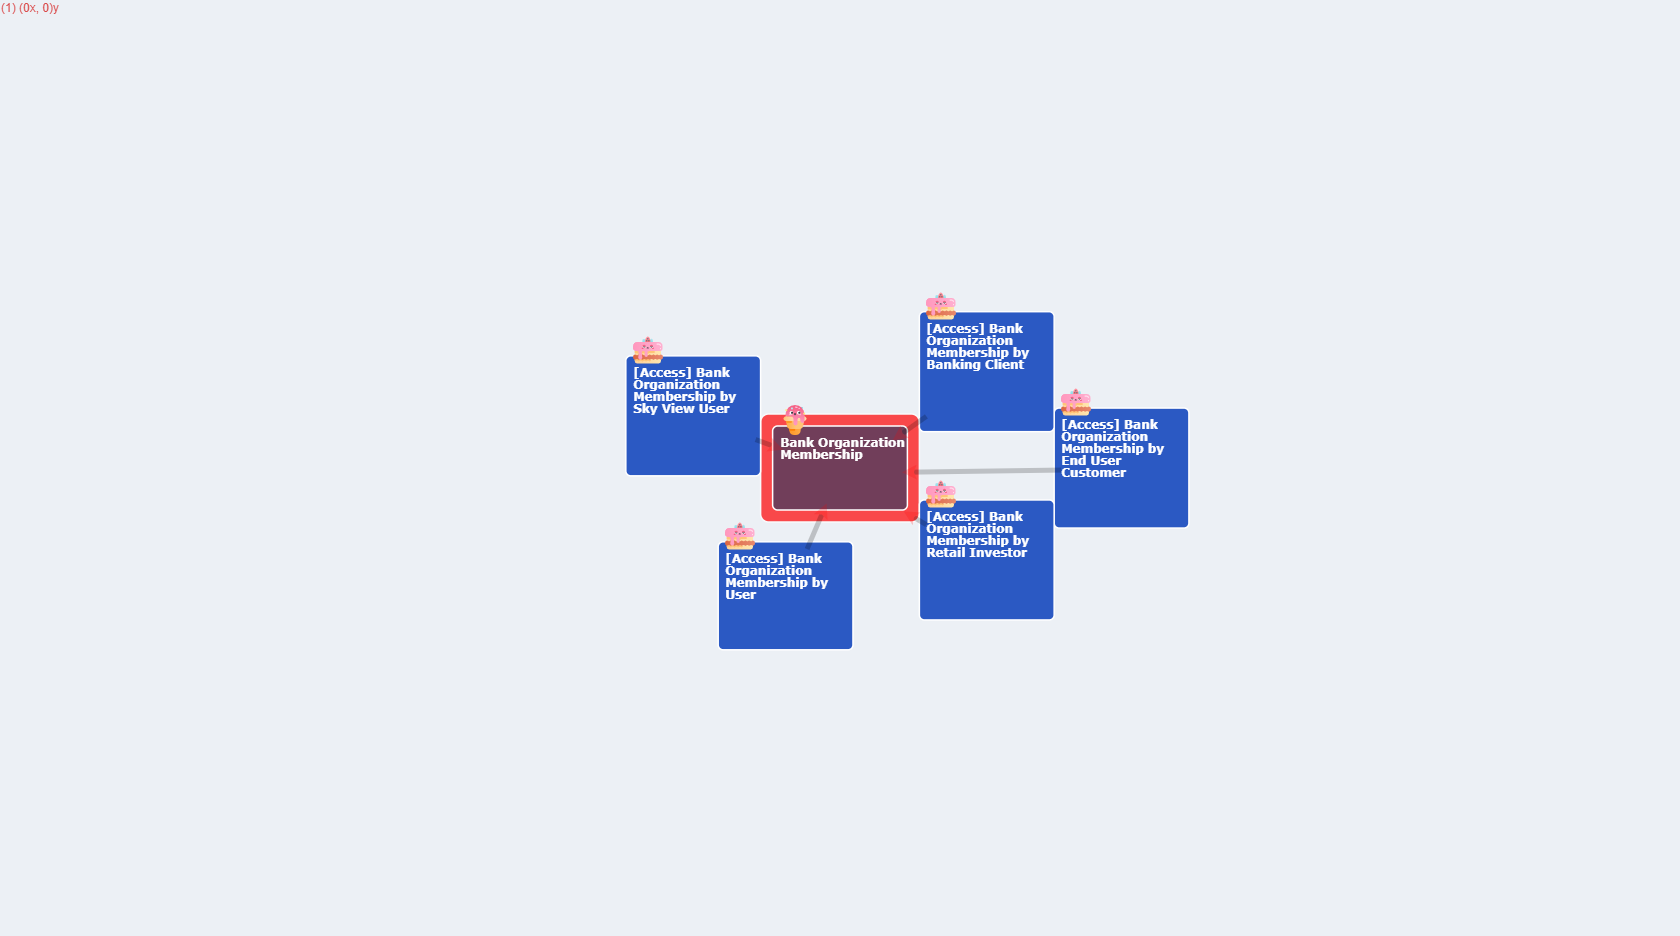 (1) (0x, 0)y
[Access] Bank
Organization
Membership by
Banking Client
[Access] Bank
Organization
Membership by
Sky View User
[Access] Bank
Organization
Membership by
End User
Customer
Bank Organization
Membership
[Access] Bank
Organization
Membership by
Retail Investor
[Access] Bank
Organization
Membership by
User